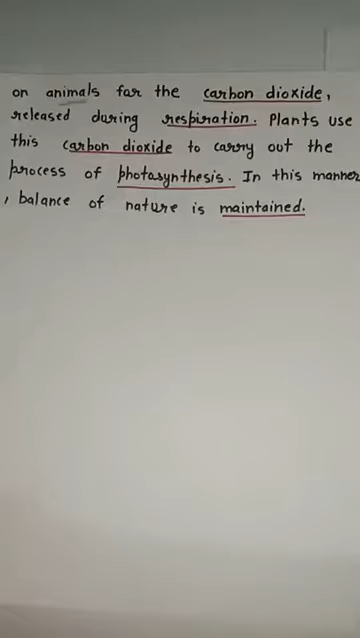 on animals for the carbon dioxide,
released during respiration. Plants use
this carbon dioxide to carry out the
process of photosynthesis. In this manner
, balance of nature is maintained.